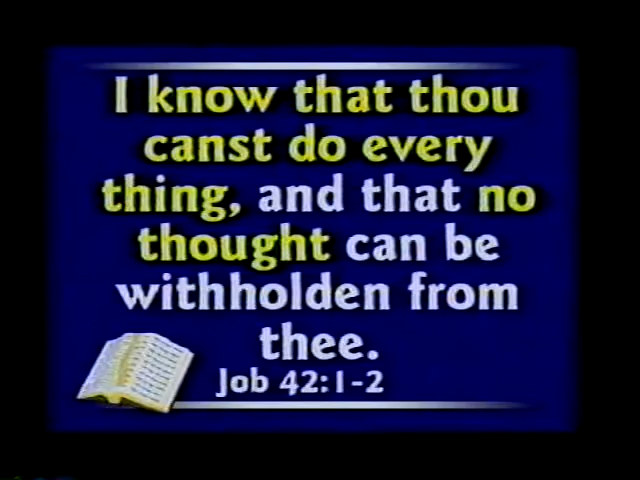 I know that thou
canst do every
thing, and that no
thought can be
withholden from
thee.
Job 42:1-2